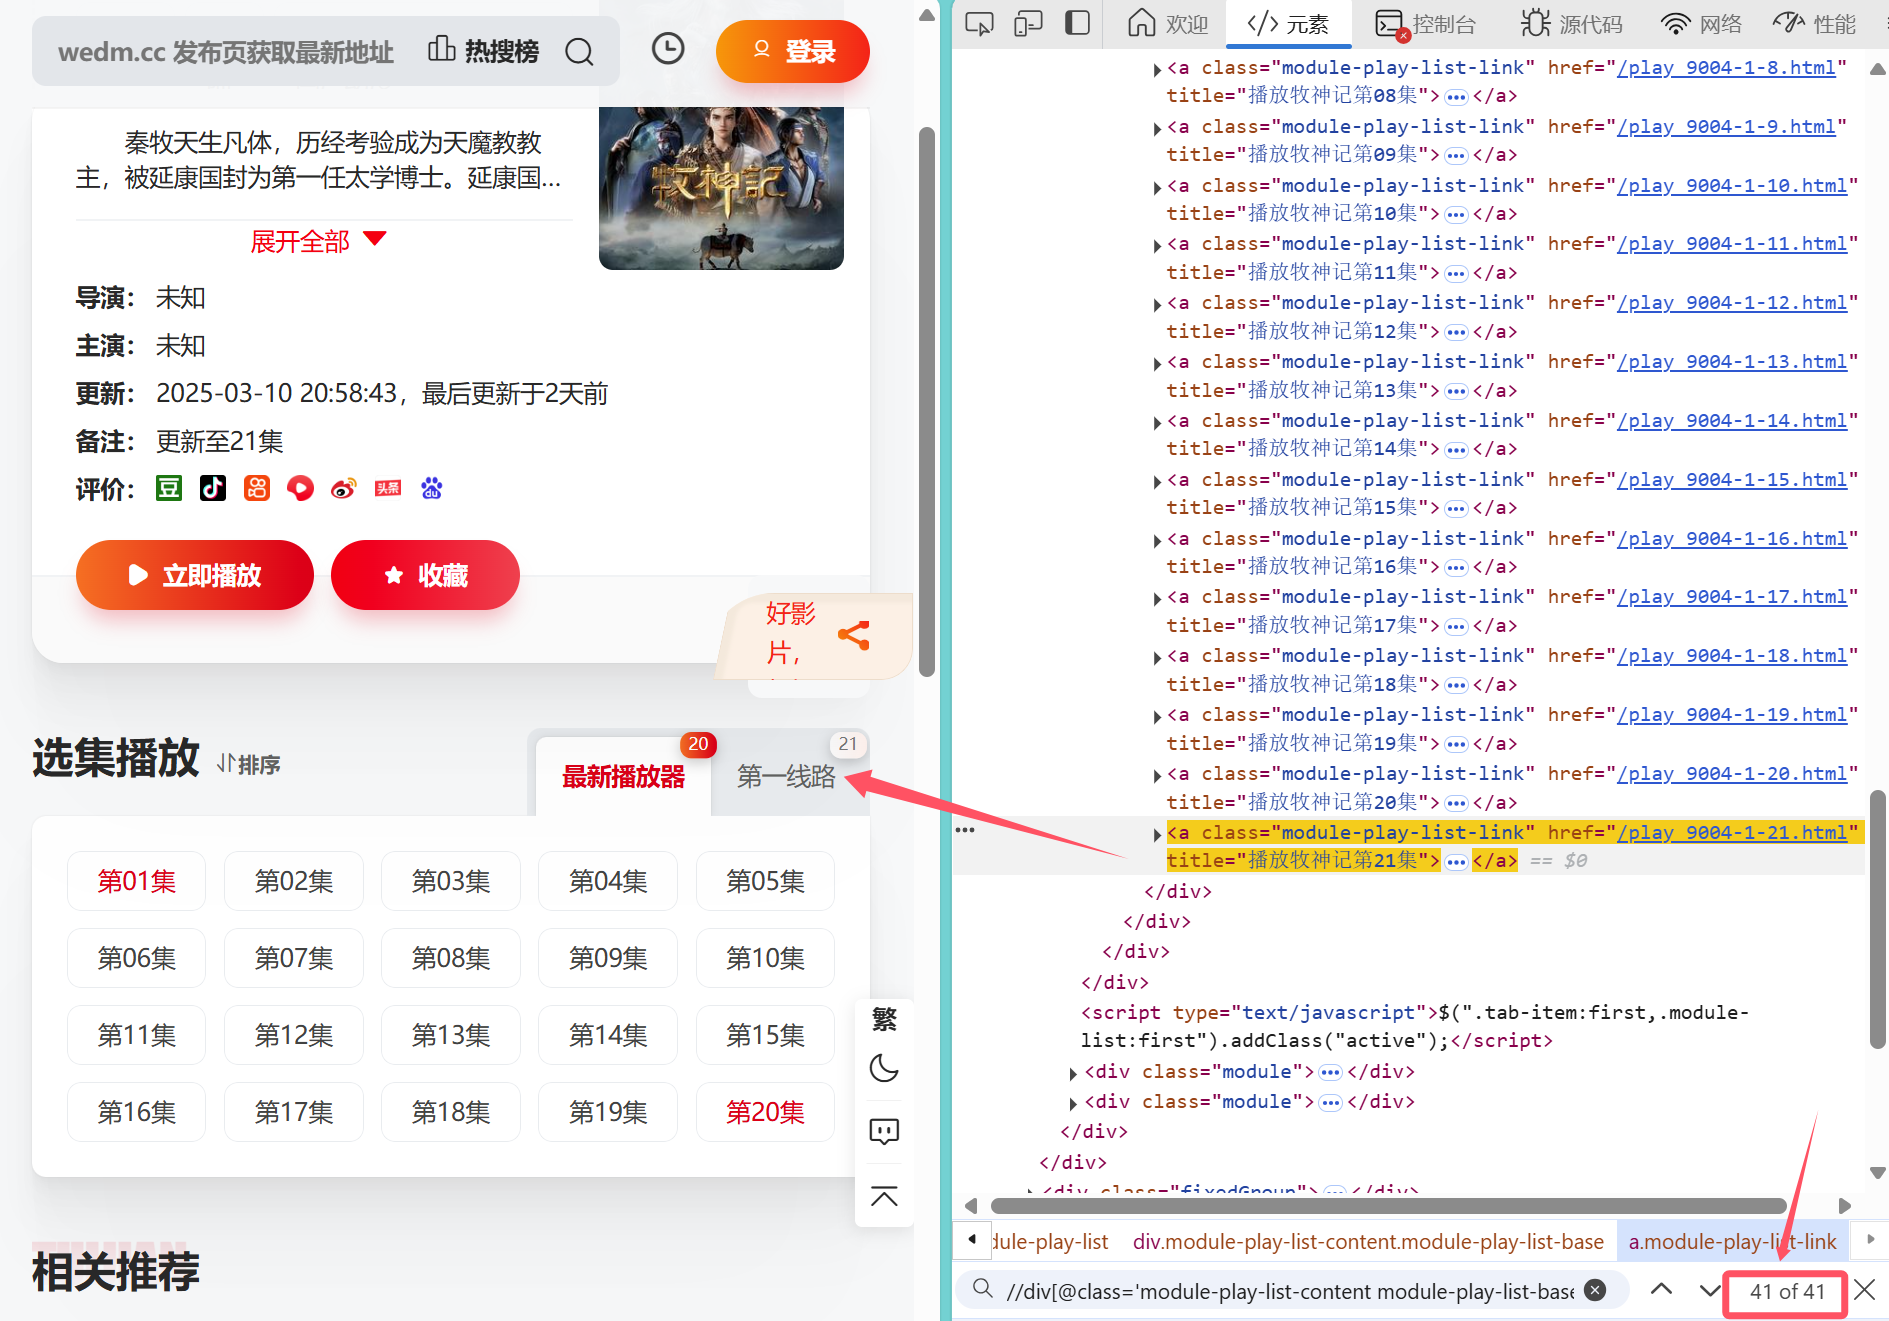 wedm.cc 发布页获取最新地址
热搜榜
登录
秦牧天生凡体，历经考验成为天魔教教
主，被延康国封为第一任太学博士。延康国...
牧神記
展开全部
导演： 未知
主演： 未知
更新： 2025-03-10 20:58:43，最后更新于2天前
备注： 更新至21集
评价： 豆 头条 du
立即播放
收藏
好影
片，
选集播放
排序
最新播放器 20
第一线路 21
第01集 第02集 第03集 第04集 第05集
第06集 第07集 第08集 第09集 第10集
第11集 第12集 第13集 第14集 第15集
第16集 第17集 第18集 第19集 第20集
繁
相关推荐
欢迎 </> 元素 控制台 源代码 网络 性能
<a class="module-play-list-link" href="/play_9004-1-8.html"
title="播放牧神记第08集">…</a>
<a class="module-play-list-link" href="/play_9004-1-9.html"
title="播放牧神记第09集">…</a>
<a class="module-play-list-link" href="/play_9004-1-10.html"
title="播放牧神记第10集">…</a>
<a class="module-play-list-link" href="/play_9004-1-11.html"
title="播放牧神记第11集">…</a>
<a class="module-play-list-link" href="/play_9004-1-12.html"
title="播放牧神记第12集">…</a>
<a class="module-play-list-link" href="/play_9004-1-13.html"
title="播放牧神记第13集">…</a>
<a class="module-play-list-link" href="/play_9004-1-14.html"
title="播放牧神记第14集">…</a>
<a class="module-play-list-link" href="/play_9004-1-15.html"
title="播放牧神记第15集">…</a>
<a class="module-play-list-link" href="/play_9004-1-16.html"
title="播放牧神记第16集">…</a>
<a class="module-play-list-link" href="/play_9004-1-17.html"
title="播放牧神记第17集">…</a>
<a class="module-play-list-link" href="/play_9004-1-18.html"
title="播放牧神记第18集">…</a>
<a class="module-play-list-link" href="/play_9004-1-19.html"
title="播放牧神记第19集">…</a>
<a class="module-play-list-link" href="/play_9004-1-20.html"
title="播放牧神记第20集">…</a>
<a class="module-play-list-link" href="/play_9004-1-21.html"
title="播放牧神记第21集">…</a> == $0
</div>
</div>
</div>
</div>
<script type="text/javascript">$(".tab-item:first,.module-
list:first").addClass("active");</script>
<div class="module">…</div>
<div class="module">…</div>
</div>
</div>
<div class="fixedGroup">…</div>
dule-play-list div.module-play-list-content.module-play-list-base a.module-play-list-link
//div[@class='module-play-list-content module-play-list-base
41 of 41